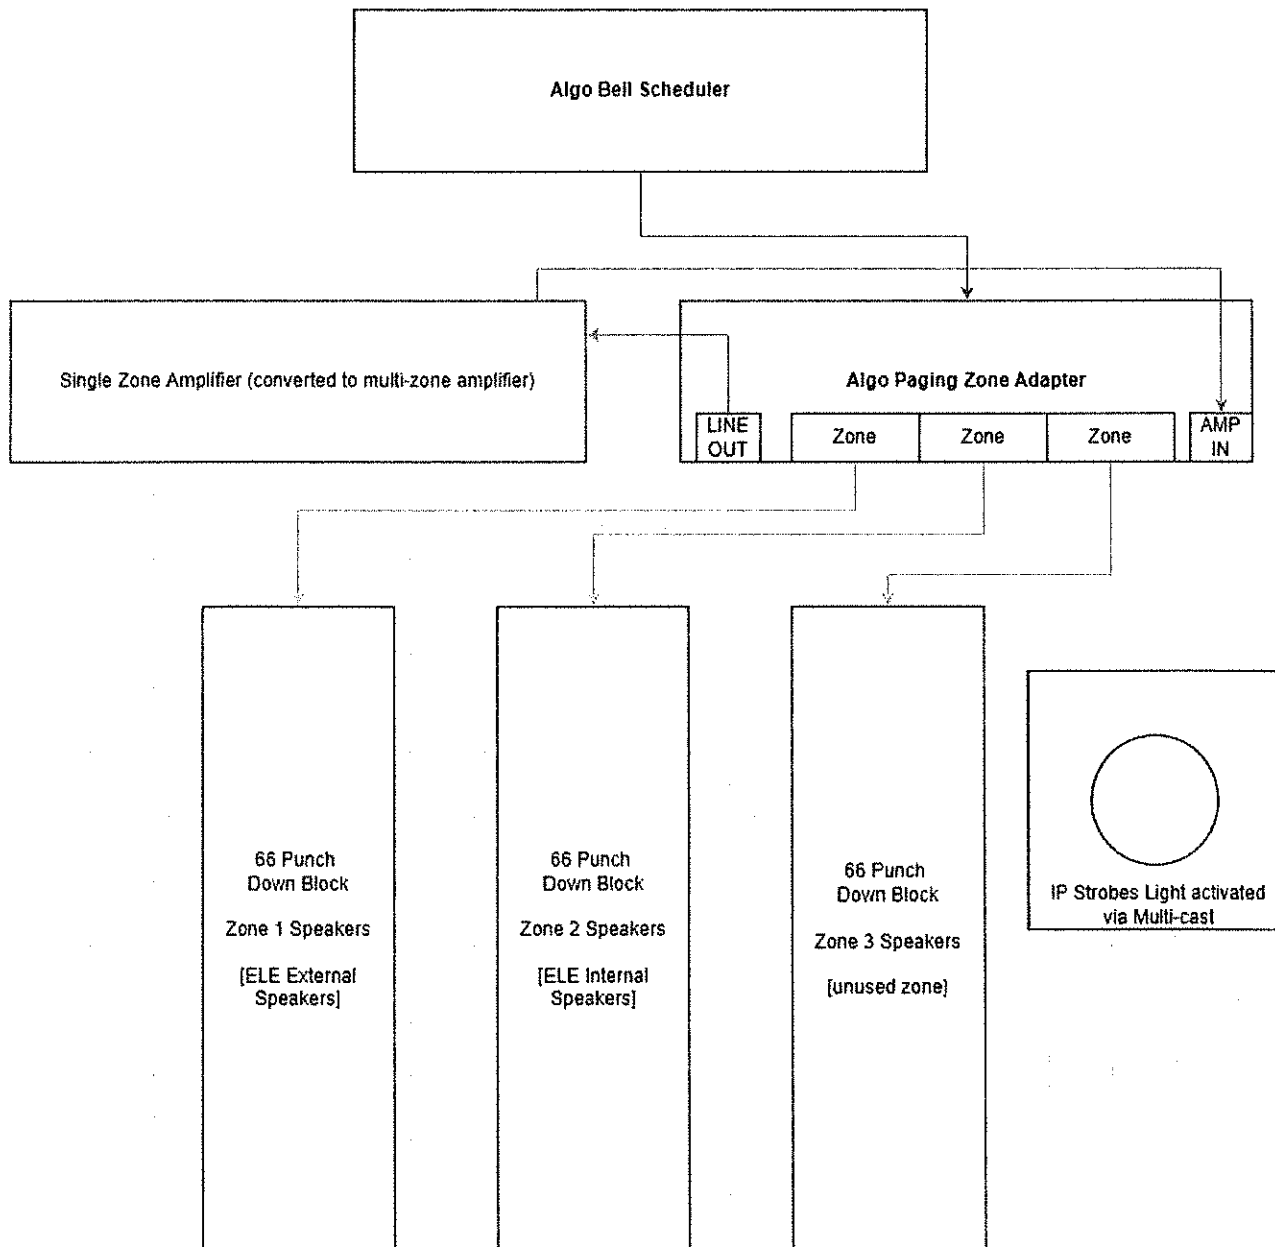 Algo Bell Scheduler
Single Zone Amplifier (converted to multi-zone amplifier)
Algo Paging Zone Adapter
LINE
OUT
Zone
Zone
Zone
AMP
IN
66 Punch
Down Block
Zone 1 Speakers
[ELE External
Speakers]
66 Punch
Down Block
Zone 2 Speakers
[ELE Internal
Speakers]
66 Punch
Down Block
Zone 3 Speakers
[unused zone]
IP Strobes Light activated
via Multi-cast